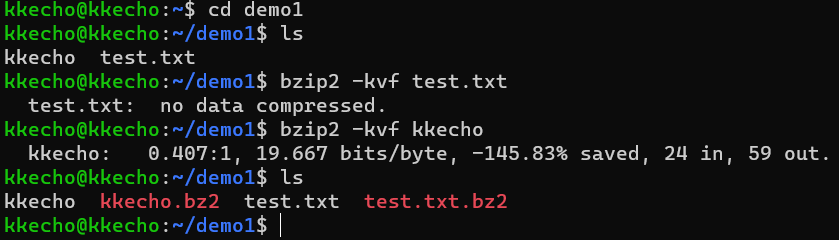 kkecho@kkecho:~$ cd demo1
kkecho@kkecho:~/demo1$ ls
kkecho  test.txt
kkecho@kkecho:~/demo1$ bzip2 -kvf test.txt
  test.txt:  no data compressed.
kkecho@kkecho:~/demo1$ bzip2 -kvf kkecho
  kkecho:   0.407:1, 19.667 bits/byte, -145.83% saved, 24 in, 59 out.
kkecho@kkecho:~/demo1$ ls
kkecho  kkecho.bz2  test.txt  test.txt.bz2
kkecho@kkecho:~/demo1$